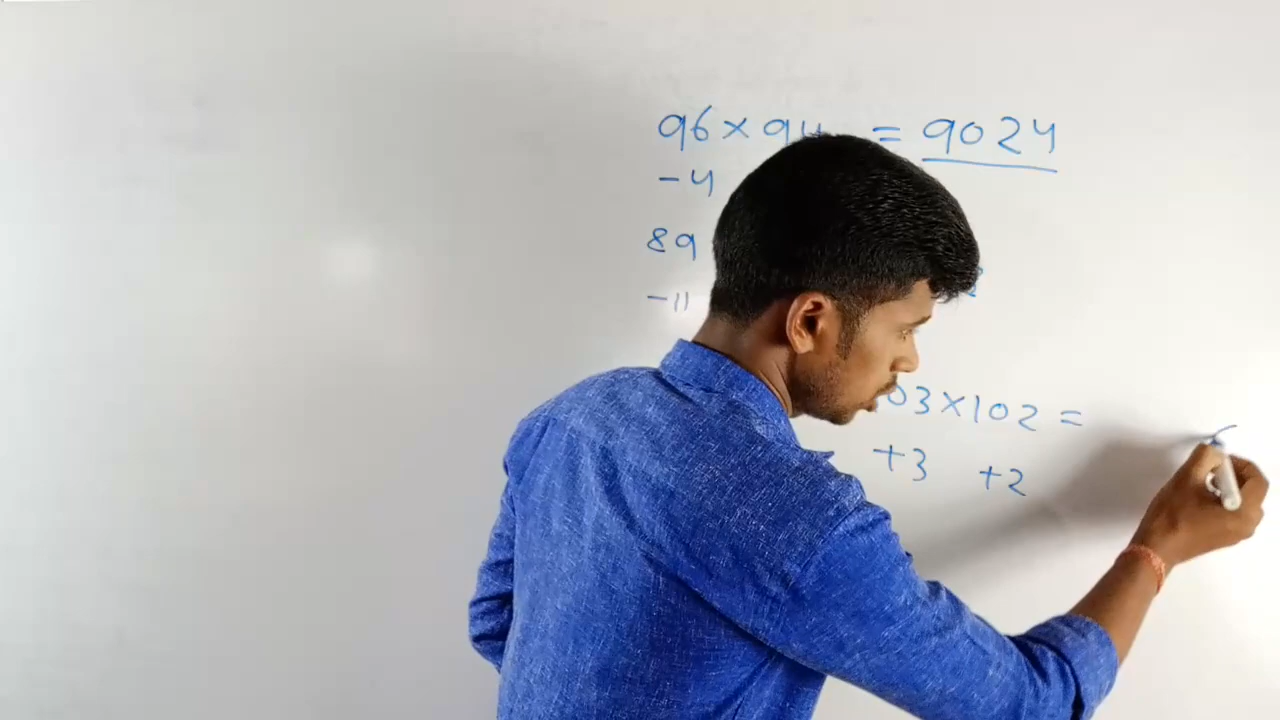 96 × 94 = 9024
-4
89
-11
03 × 102 =
+3 +2